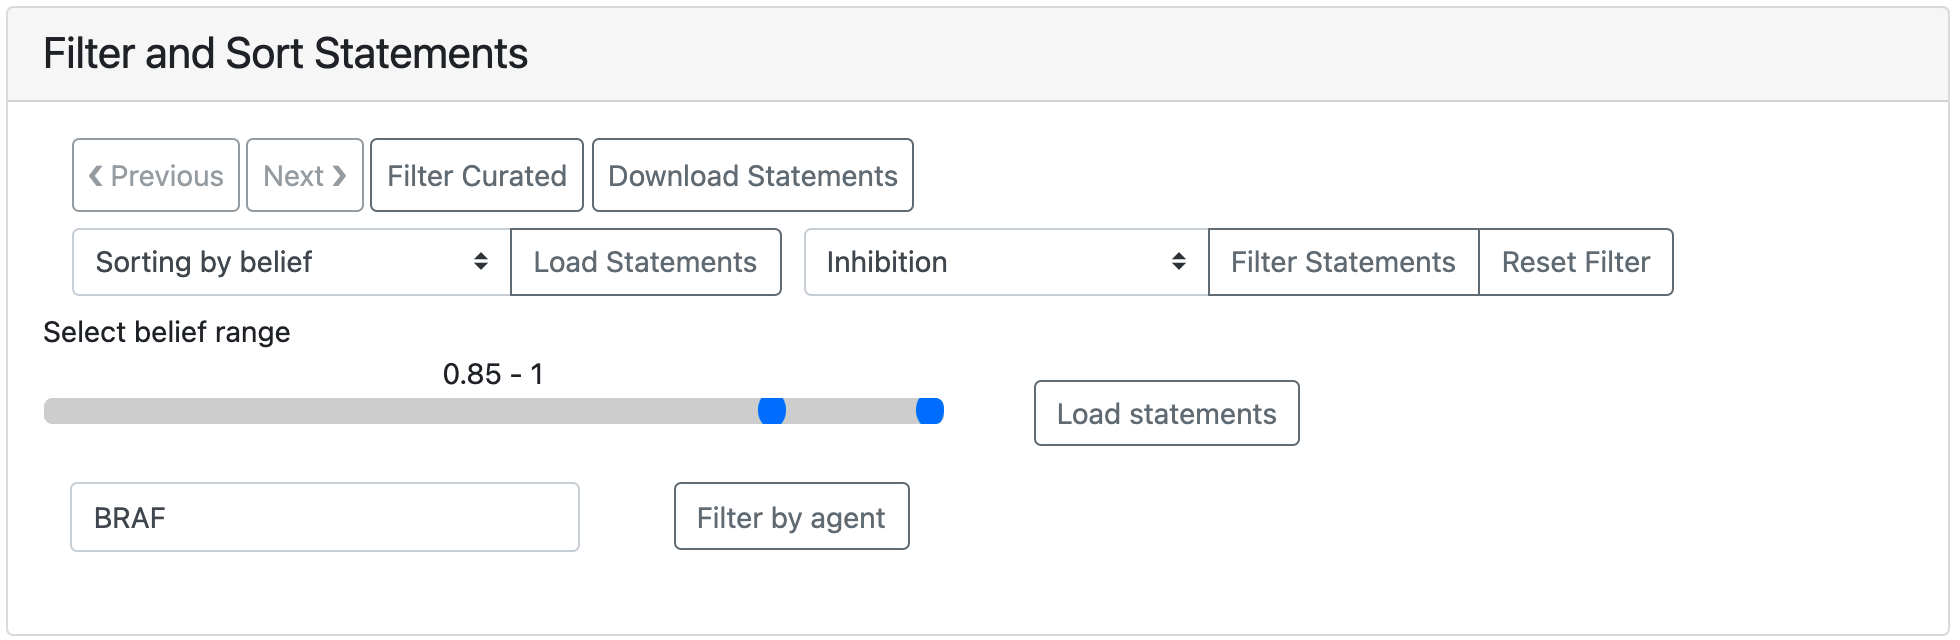 Filter and Sort Statements
❮ Previous Next ❯ Filter Curated Download Statements
Sorting by belief Load Statements Inhibition Filter Statements Reset Filter
Select belief range
0.85 - 1
Load statements
BRAF Filter by agent